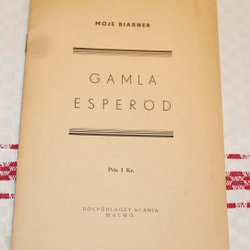 MOJE BIARNER
GAMLA
ESPERÖD
Pris 1 Kr.
BOKFÖRLAGET SCANIA
MALMÖ